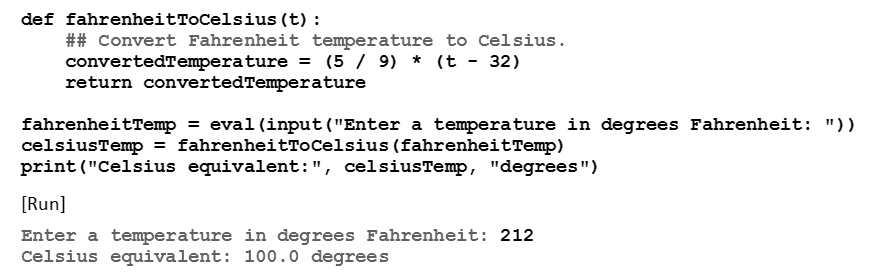 def fahrenheitToCelsius(t):
    ## Convert Fahrenheit temperature to Celsius.
    convertedTemperature = (5 / 9) * (t - 32)
    return convertedTemperature

fahrenheitTemp = eval(input("Enter a temperature in degrees Fahrenheit: "))
celsiusTemp = fahrenheitToCelsius(fahrenheitTemp)
print("Celsius equivalent:", celsiusTemp, "degrees")
[Run]
Enter a temperature in degrees Fahrenheit: 212
Celsius equivalent: 100.0 degrees